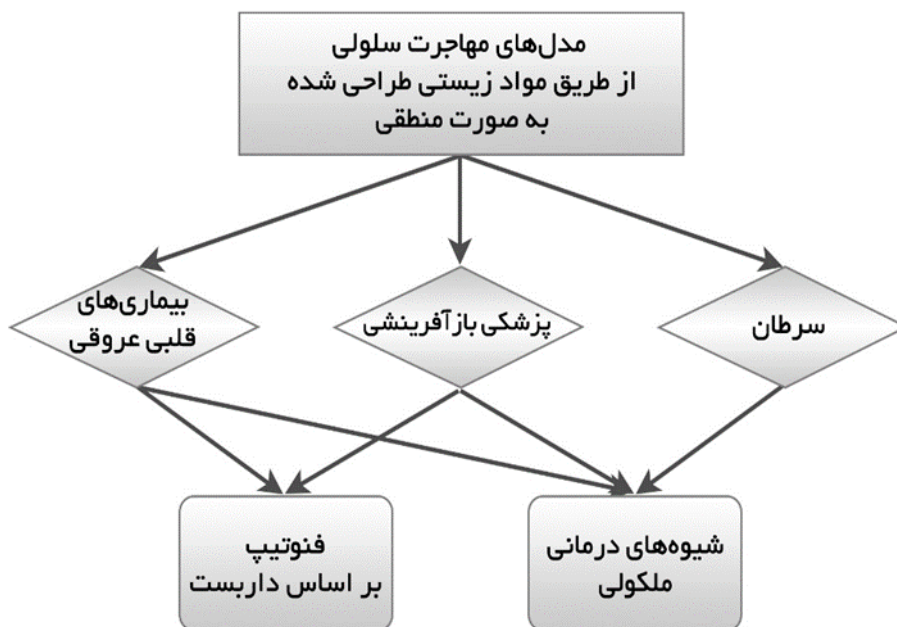 مدل‌های مهاجرت سلولی
از طریق مواد زیستی طراحی شده
به صورت منطقی
سرطان
پزشکی بازآفرینشی
بیماری‌های
قلبی عروقی
شیوه‌های درمانی
ملکولی
فنوتیپ
بر اساس داربست